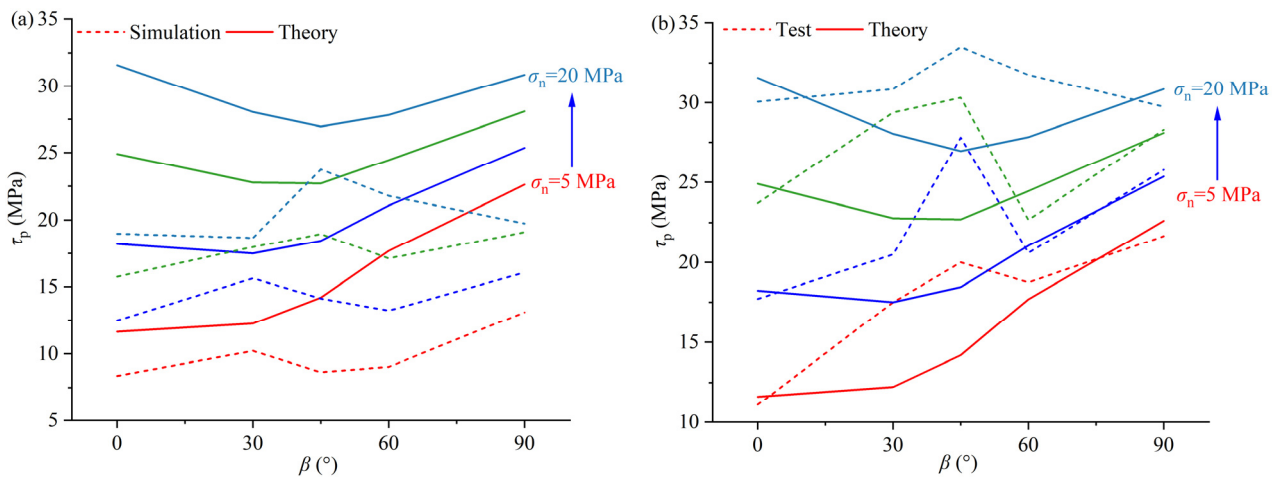 (a)
Simulation
Theory
τp (MPa)
35
30
25
20
15
10
5
σn=20 MPa
σn=5 MPa
0
30
60
90
β (°)
(b)
Test
Theory
τp (MPa)
35
30
25
20
15
10
σn=20 MPa
σn=5 MPa
0
30
60
90
β (°)